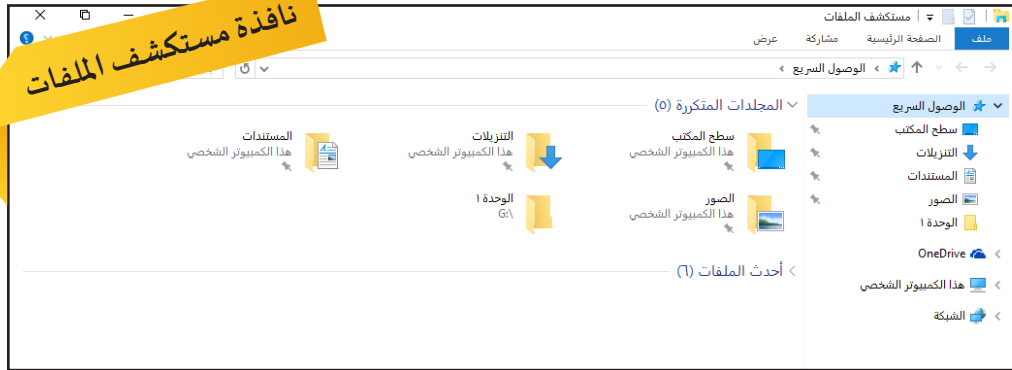 نافذة مستكشف الملفات
مستكشف الملفات
ملف
الصفحة الرئيسية
مشاركة
عرض
الوصول السريع
الوصول السريع
سطح المكتب
التنزيلات
المستندات
الصور
الوحدة ١
OneDrive
هذا الكمبيوتر الشخصي
الشبكة
المجلدات المتكررة (٥)
سطح المكتب
هذا الكمبيوتر الشخصي
التنزيلات
هذا الكمبيوتر الشخصي
المستندات
هذا الكمبيوتر الشخصي
الصور
هذا الكمبيوتر الشخصي
الوحدة ١
G:\
أحدث الملفات (٦)